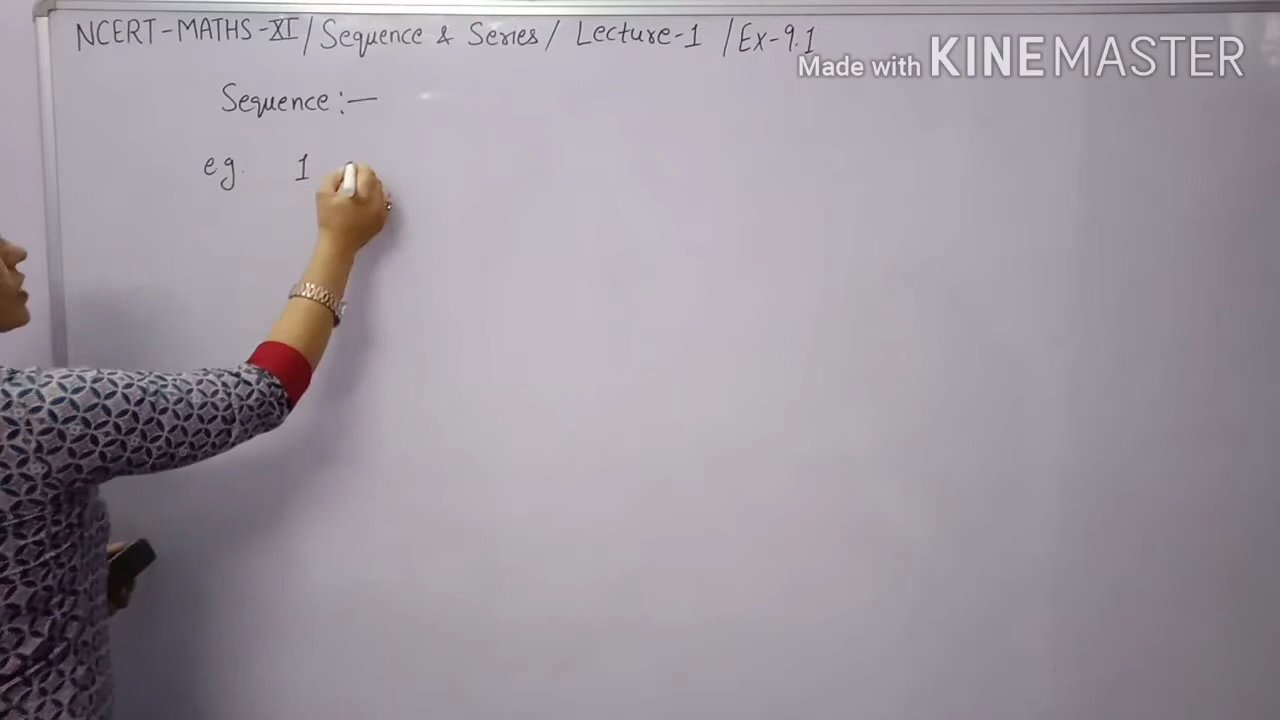 NCERT-MATHS-XI/Sequence & Series/ Lecture-1 /Ex-9.1
Made with KINEMASTER
Sequence:—
eg. 1